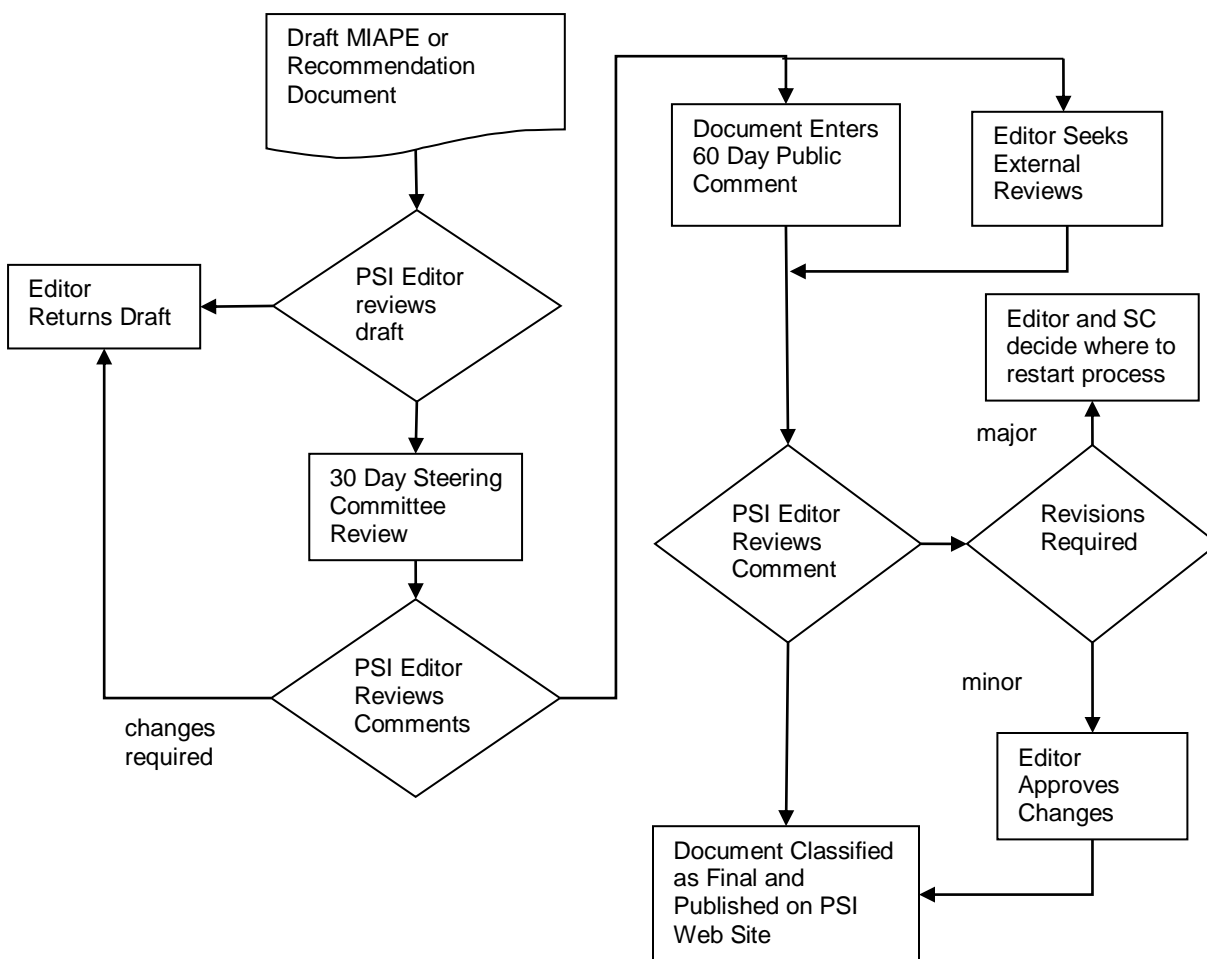 Draft MIAPE or
Recommendation
Document
PSI Editor
reviews
draft
Editor
Returns Draft
30 Day Steering
Committee
Review
PSI Editor
Reviews
Comments
changes
required
Document Enters
60 Day Public
Comment
Editor Seeks
External
Reviews
Editor and SC
decide where to
restart process
major
PSI Editor
Reviews
Comment
Revisions
Required
minor
Editor
Approves
Changes
Document Classified
as Final and
Published on PSI
Web Site